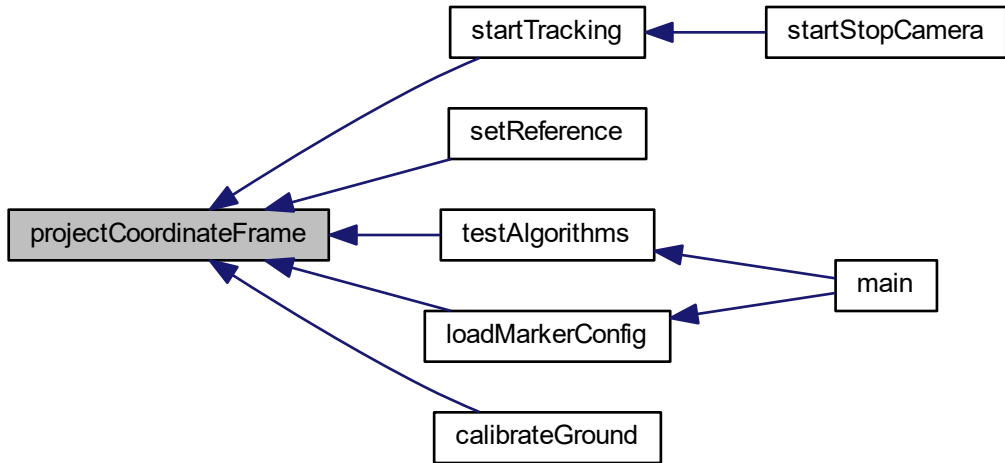 startTracking
startStopCamera
setReference
projectCoordinateFrame
testAlgorithms
main
loadMarkerConfig
calibrateGround